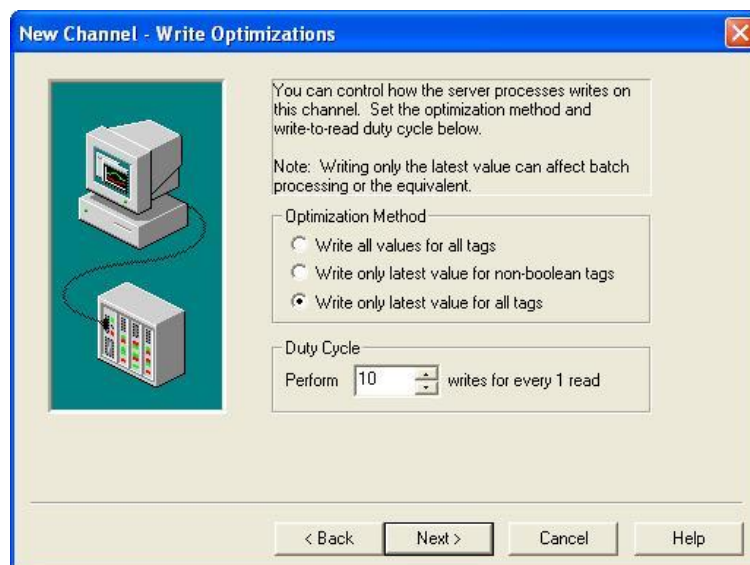 New Channel - Write Optimizations
You can control how the server processes writes on
this channel. Set the optimization method and
write-to-read duty cycle below.
Note: Writing only the latest value can affect batch
processing or the equivalent.
Optimization Method
Write all values for all tags
Write only latest value for non-boolean tags
Write only latest value for all tags
Duty Cycle
Perform 10 writes for every 1 read
< Back Next > Cancel Help